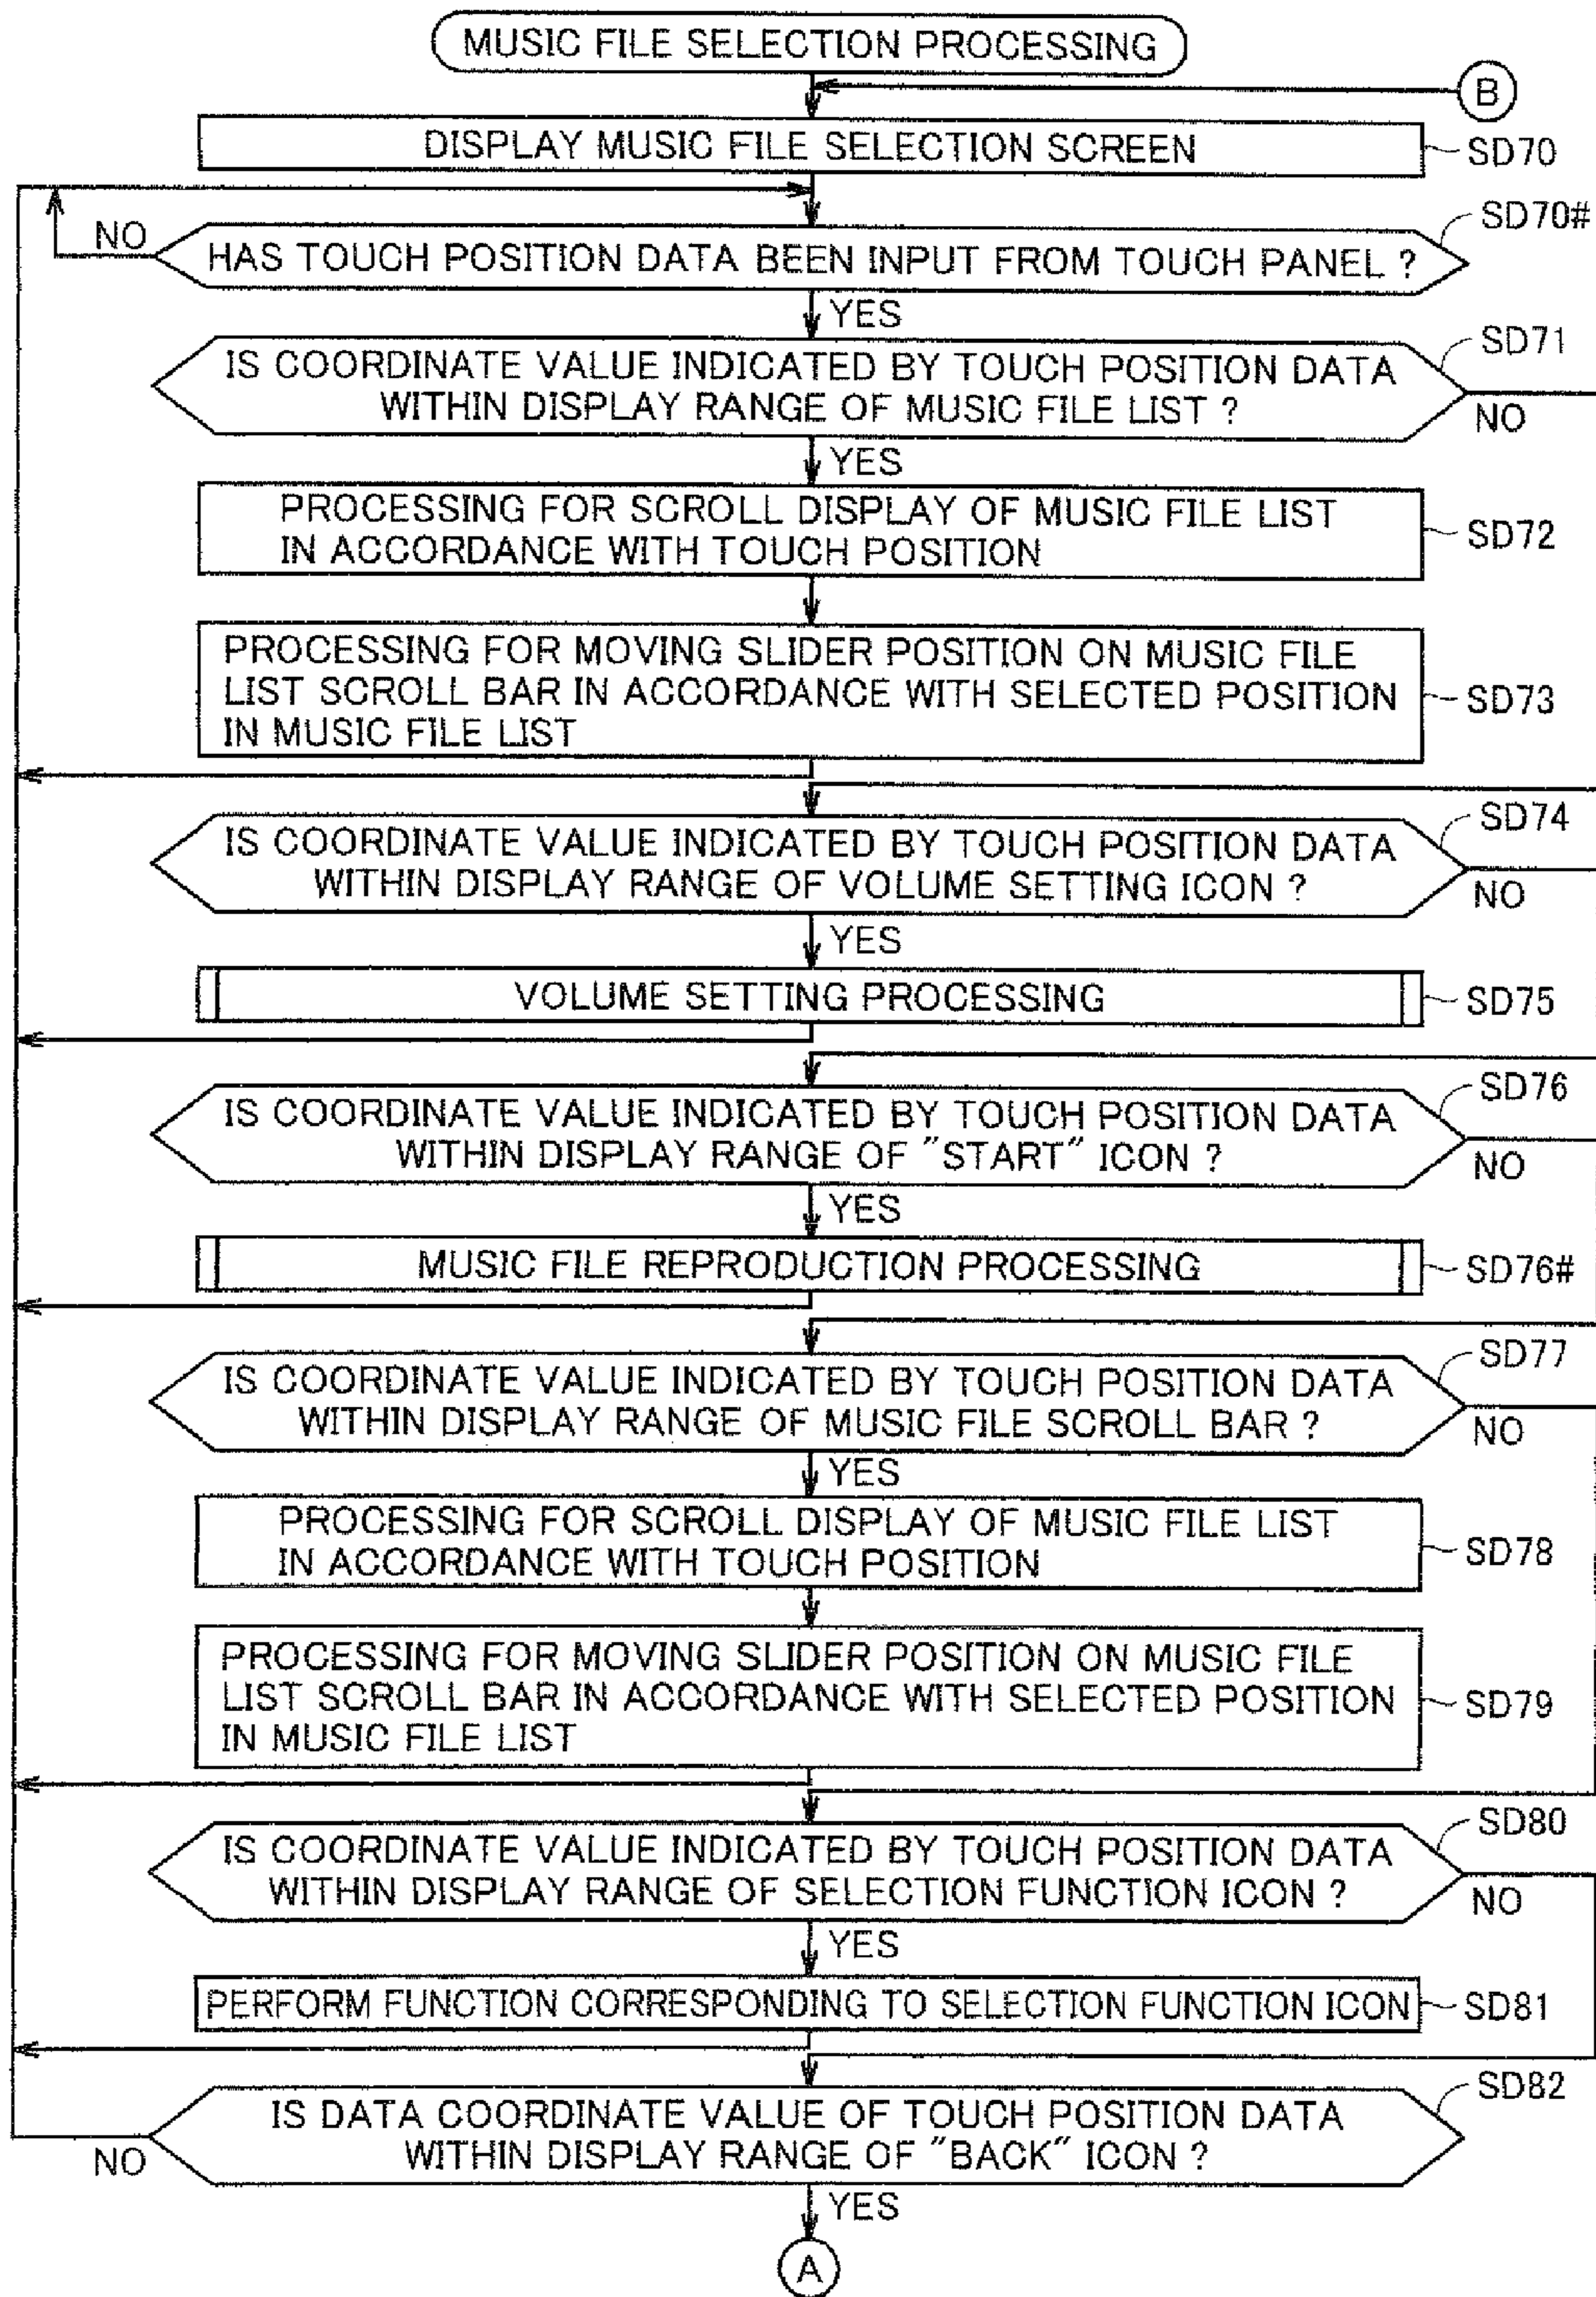 MUSIC FILE SELECTION PROCESSING
B
DISPLAY MUSIC FILE SELECTION SCREEN
SD70
SD70#
NO
HAS TOUCH POSITION DATA BEEN INPUT FROM TOUCH PANEL ?
YES
SD71
IS COORDINATE VALUE INDICATED BY TOUCH POSITION DATA
WITHIN DISPLAY RANGE OF MUSIC FILE LIST ?
NO
YES
PROCESSING FOR SCROLL DISPLAY OF MUSIC FILE LIST
IN ACCORDANCE WITH TOUCH POSITION
SD72
PROCESSING FOR MOVING SLIDER POSITION ON MUSIC FILE
LIST SCROLL BAR IN ACCORDANCE WITH SELECTED POSITION
IN MUSIC FILE LIST
SD73
SD74
IS COORDINATE VALUE INDICATED BY TOUCH POSITION DATA
WITHIN DISPLAY RANGE OF VOLUME SETTING ICON ?
NO
YES
VOLUME SETTING PROCESSING
SD75
SD76
IS COORDINATE VALUE INDICATED BY TOUCH POSITION DATA
WITHIN DISPLAY RANGE OF "START" ICON ?
NO
YES
MUSIC FILE REPRODUCTION PROCESSING
SD76#
SD77
IS COORDINATE VALUE INDICATED BY TOUCH POSITION DATA
WITHIN DISPLAY RANGE OF MUSIC FILE SCROLL BAR ?
NO
YES
PROCESSING FOR SCROLL DISPLAY OF MUSIC FILE LIST
IN ACCORDANCE WITH TOUCH POSITION
SD78
PROCESSING FOR MOVING SLIDER POSITION ON MUSIC FILE
LIST SCROLL BAR IN ACCORDANCE WITH SELECTED POSITION
IN MUSIC FILE LIST
SD79
SD80
IS COORDINATE VALUE INDICATED BY TOUCH POSITION DATA
WITHIN DISPLAY RANGE OF SELECTION FUNCTION ICON ?
NO
YES
PERFORM FUNCTION CORRESPONDING TO SELECTION FUNCTION ICON
SD81
SD82
IS DATA COORDINATE VALUE OF TOUCH POSITION DATA
WITHIN DISPLAY RANGE OF "BACK" ICON ?
NO
YES
A